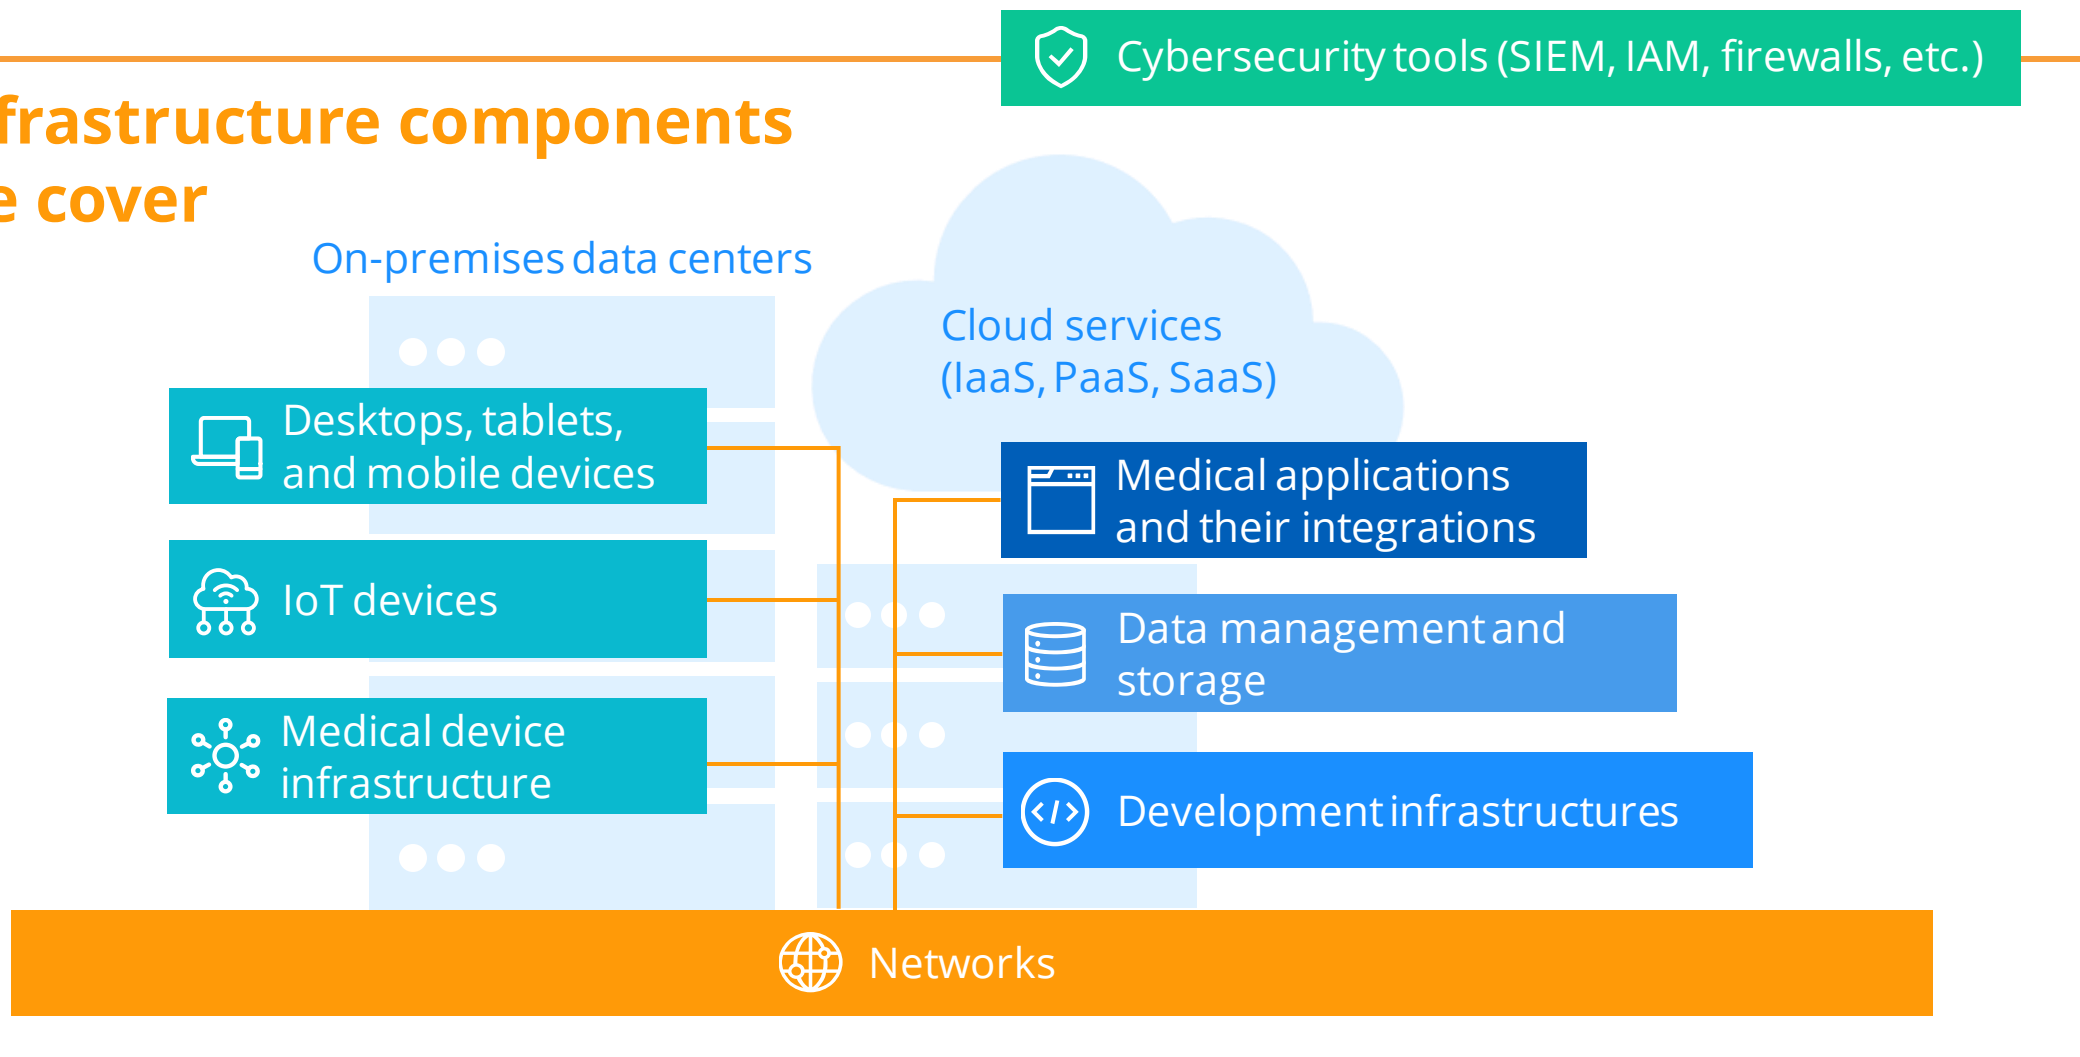 Cybersecurity tools (SIEM, IAM, firewalls, etc.)
frastructure components
e cover
On-premises data centers
Cloud services
(IaaS, PaaS, SaaS)
Desktops, tablets,
and mobile devices
IoT devices
Medical device
infrastructure
Medical applications
and their integrations
Data management and
storage
Development infrastructures
Networks